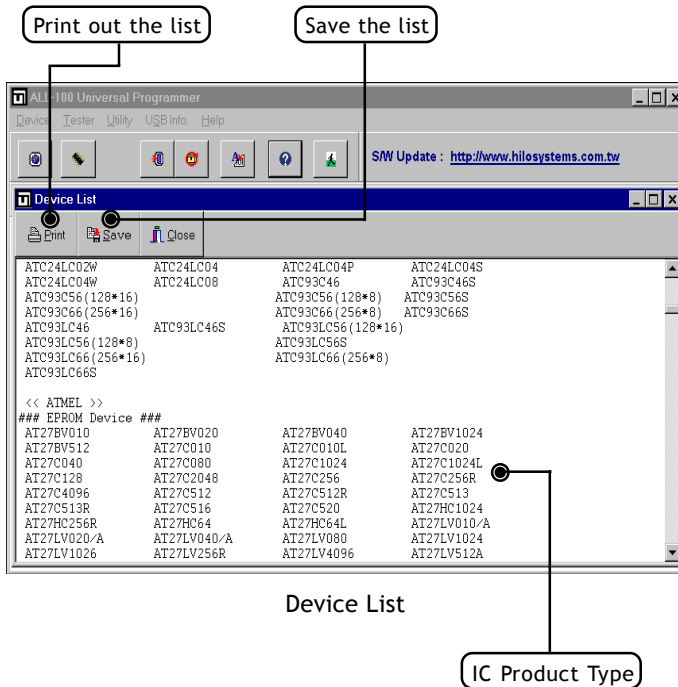 Print out the list
Save the list
ALL-100 Universal Programmer
Device Tester Utility USB Info. Help
S/W Update : http://www.hilosystems.com.tw
Device List
Print Save Close
ATC24LC02W ATC24LC04 ATC24LC04P ATC24LC04S
ATC24LC04W ATC24LC08 ATC93C46 ATC93C46S
ATC93C56(128*16) ATC93C56(128*8) ATC93C56S
ATC93C66(256*16) ATC93C66(256*8) ATC93C66S
ATC93LC46 ATC93LC46S ATC93LC56(128*16)
ATC93LC56(128*8) ATC93LC56S
ATC93LC66(256*16) ATC93LC66(256*8)
ATC93LC66S
<< ATMEL >>
### EPROM Device ###
AT27BV010 AT27BV020 AT27BV040 AT27BV1024
AT27BV512 AT27C010 AT27C010L AT27C020
AT27C040 AT27C080 AT27C1024 AT27C1024L
AT27C128 AT27C2048 AT27C256 AT27C256R
AT27C4096 AT27C512 AT27C512R AT27C513
AT27C513R AT27C516 AT27C520 AT27HC1024
AT27HC256R AT27HC64 AT27HC64L AT27LV010/A
AT27LV020/A AT27LV040/A AT27LV080 AT27LV1024
AT27LV1026 AT27LV256R AT27LV4096 AT27LV512A
Device List
IC Product Type